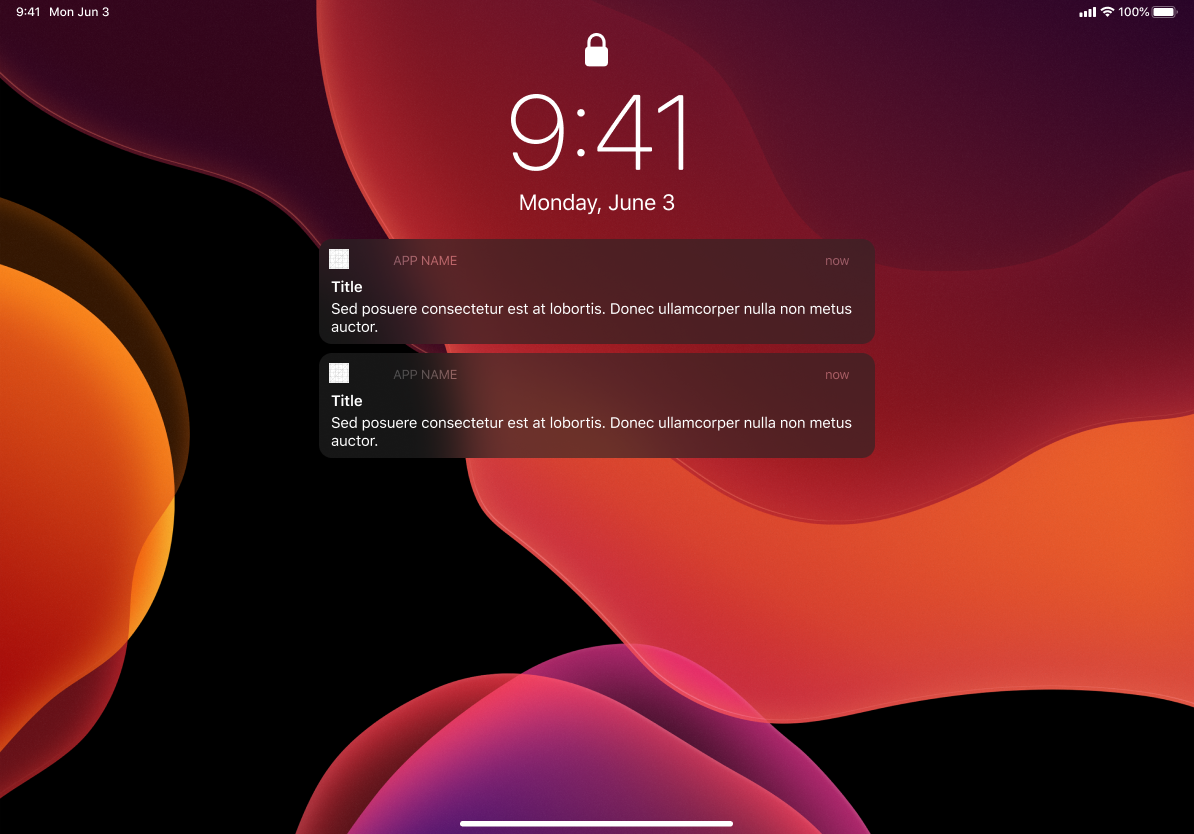 9:41 Mon Jun 3
100%
9:41
Monday, June 3
APP NAME now
Title
Sed posuere consectetur est at lobortis. Donec ullamcorper nulla non metus
auctor.
APP NAME now
Title
Sed posuere consectetur est at lobortis. Donec ullamcorper nulla non metus
auctor.